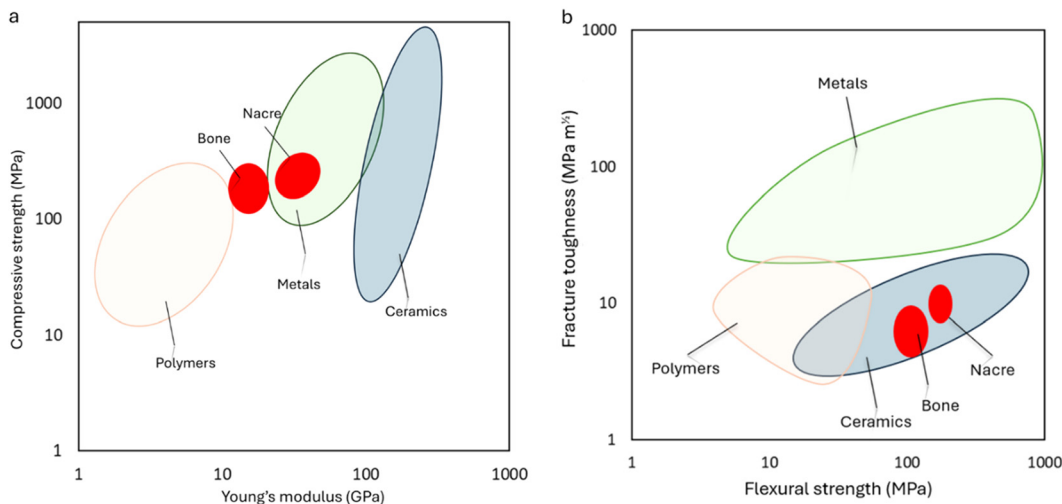 a
Compressive strength (MPa)
1000
100
10
1
Bone
Nacre
Metals
Polymers
Ceramics
1
10
100
1000
Young's modulus (GPa)
b
Fracture toughness (MPa m½)
1000
100
10
1
Metals
Polymers
Nacre
Bone
Ceramics
1
10
100
1000
Flexural strength (MPa)